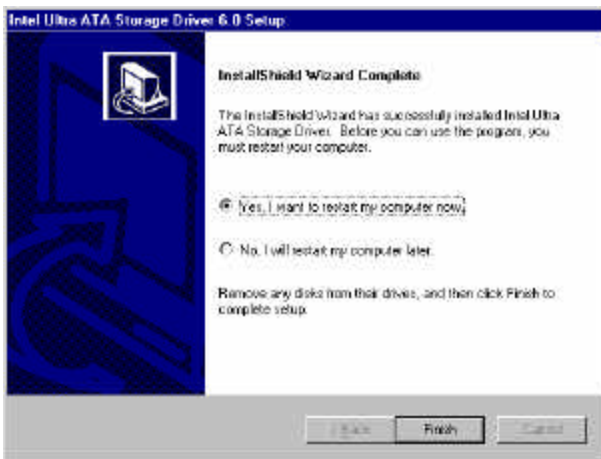 Intel Ultra ATA Storage Driver 6.0 Setup
InstallShield Wizard Complete
The InstallShield Wizard has successfully installed Intel Ultra
ATA Storage Driver. Before you can use the program, you
must restart your computer.
Yes, I want to restart my computer now.
No, I will restart my computer later.
Remove any disks from their drives, and then click Finish to
complete setup.
< Back
Finish
Cancel